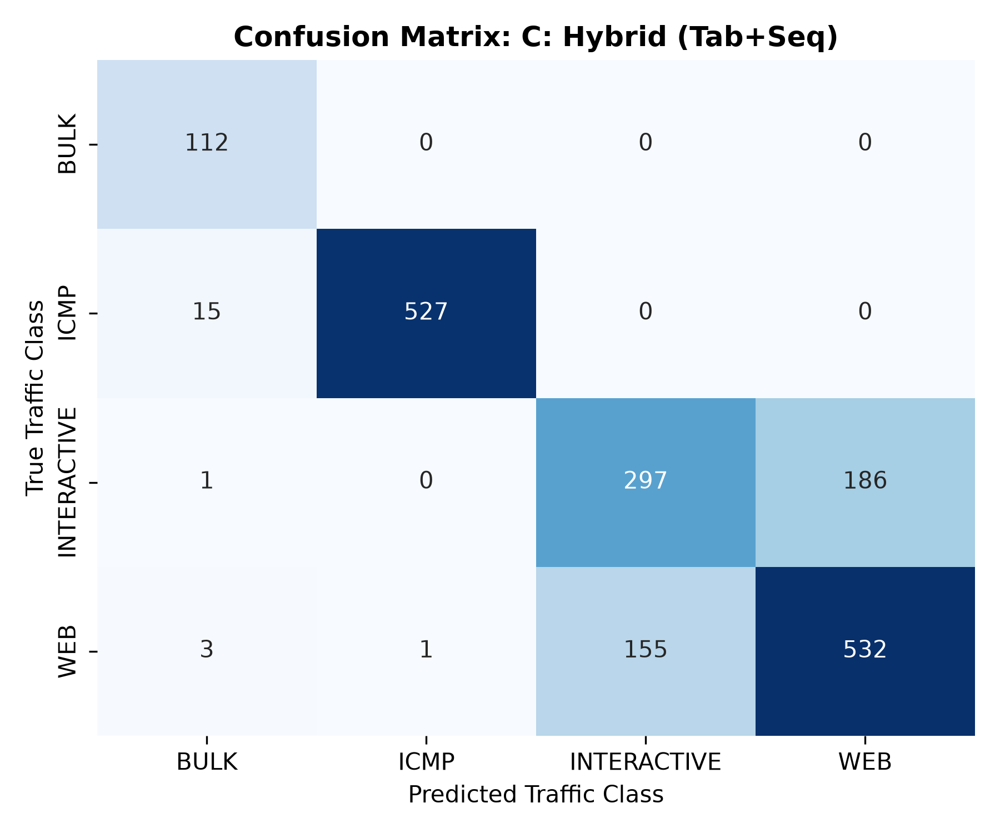 Confusion Matrix: C: Hybrid (Tab+Seq)
True Traffic Class
BULK
112 0 0 0
ICMP
15 527 0 0
INTERACTIVE
1 0 297 186
WEB
3 1 155 532
BULK ICMP INTERACTIVE WEB
Predicted Traffic Class